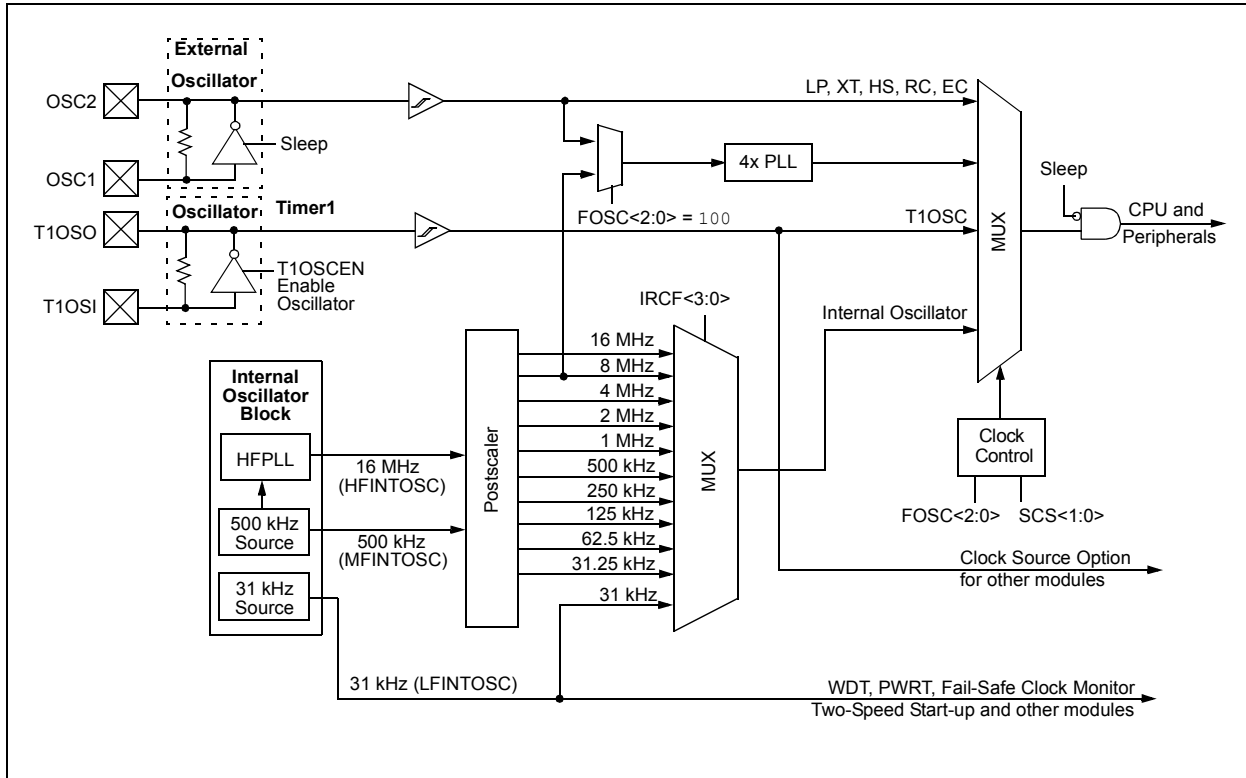 External
Oscillator
OSC2
Sleep
OSC1
LP, XT, HS, RC, EC
4x PLL
FOSC<2:0> = 100
Sleep
CPU and
Peripherals
MUX
Oscillator
Timer1
T1OSO
T1OSC
T1OSCEN
Enable
Oscillator
T1OSI
IRCF<3:0>
Internal Oscillator
Internal
Oscillator
Block
HFPLL
500 kHz
Source
31 kHz
Source
16 MHz
(HFINTOSC)
500 kHz
(MFINTOSC)
Postscaler
16 MHz
8 MHz
4 MHz
2 MHz
1 MHz
500 kHz
250 kHz
125 kHz
62.5 kHz
31.25 kHz
31 kHz
MUX
Clock
Control
FOSC<2:0>
SCS<1:0>
Clock Source Option
for other modules
31 kHz (LFINTOSC)
WDT, PWRT, Fail-Safe Clock Monitor
Two-Speed Start-up and other modules